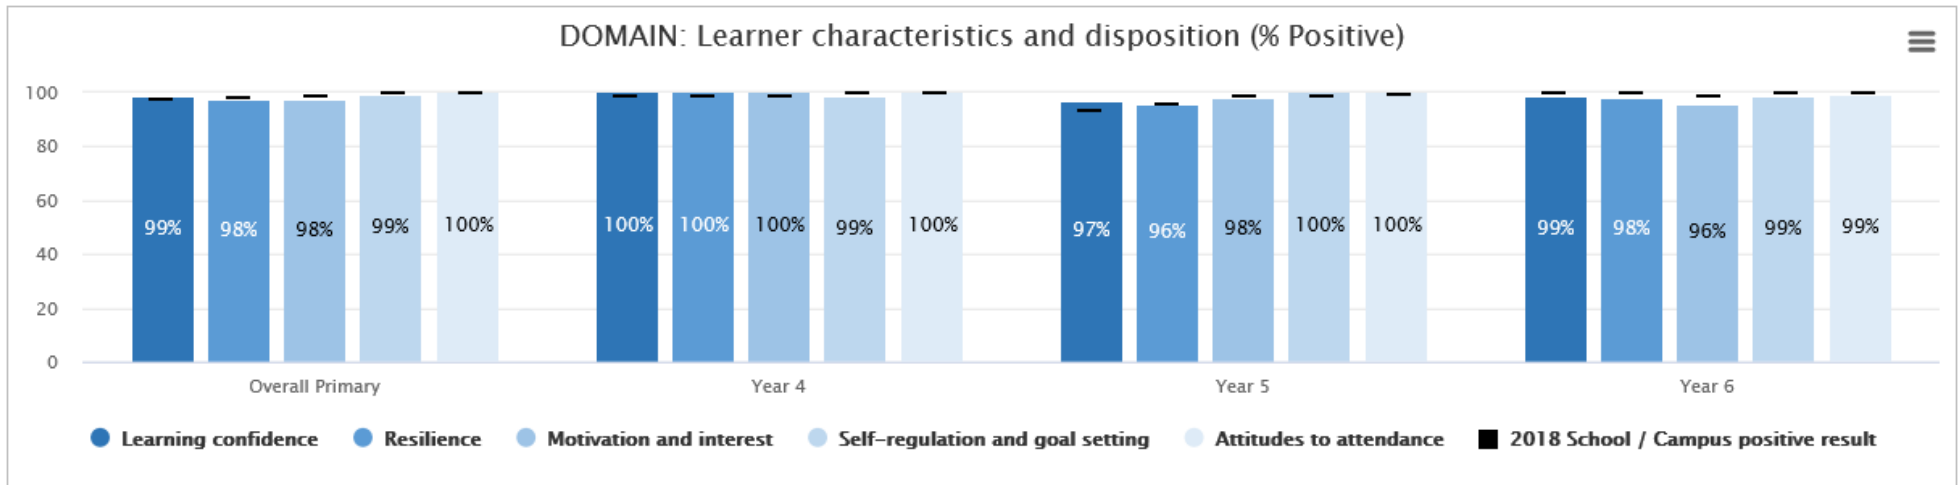 DOMAIN: Learner characteristics and disposition (% Positive)
100
80
60
40
20
0
99% 98% 98% 99% 100%
100% 100% 100% 99% 100%
97% 96% 98% 100% 100%
99% 98% 96% 99% 99%
Overall Primary Year 4 Year 5 Year 6
Learning confidence Resilience Motivation and interest Self-regulation and goal setting Attitudes to attendance 2018 School / Campus positive result